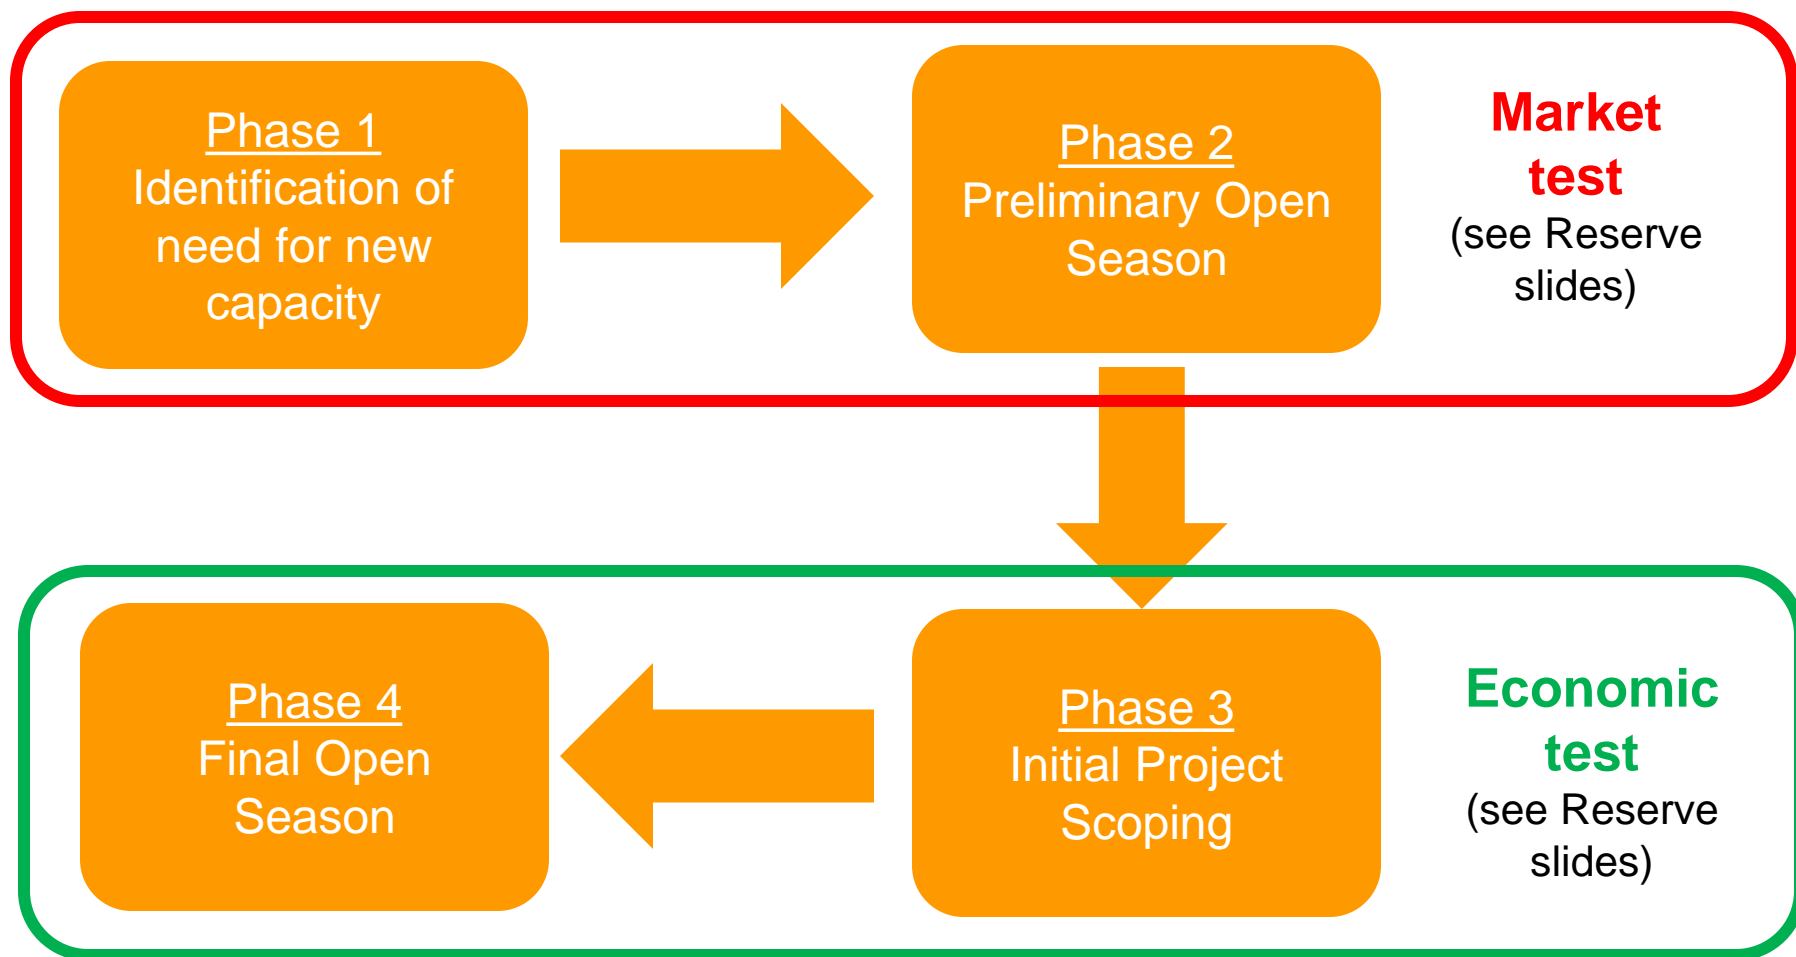 Phase 1
Identification of
need for new
capacity
Phase 2
Preliminary Open
Season
Market
test
(see Reserve
slides)
Phase 4
Final Open
Season
Phase 3
Initial Project
Scoping
Economic
test
(see Reserve
slides)